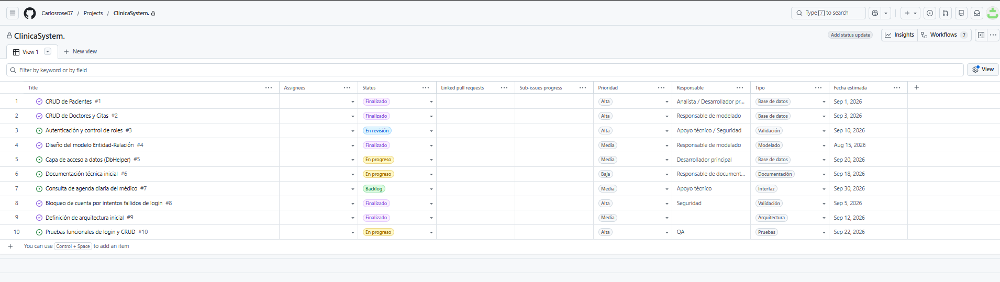 Carlosrose07 / Projects / ClinicaSystem.
Type / to search
ClinicaSystem.
Add status update
Insights
Workflows 7
View 1
New view
Filter by keyword or by field
View
Title Assignees Status Linked pull requests Sub-issues progress Prioridad Responsable Tipo Fecha estimada
1 CRUD de Pacientes #1 Finalizado Alta Analista / Desarrollador pr... Base de datos Sep 1, 2026
2 CRUD de Doctores y Citas #2 Finalizado Alta Responsable de modelado Base de datos Sep 3, 2026
3 Autenticación y control de roles #3 En revisión Alta Apoyo técnico / Seguridad Validación Sep 10, 2026
4 Diseño del modelo Entidad-Relación #4 Finalizado Media Responsable de modelado Modelado Aug 15, 2026
5 Capa de acceso a datos (DbHelper) #5 En progreso Media Desarrollador principal Base de datos Sep 20, 2026
6 Documentación técnica inicial #6 En progreso Baja Responsable de document... Documentación Sep 18, 2026
7 Consulta de agenda diaria del médico #7 Backlog Media Apoyo técnico Interfaz Sep 30, 2026
8 Bloqueo de cuenta por intentos fallidos de login #8 Finalizado Alta Seguridad Validación Sep 5, 2026
9 Definición de arquitectura inicial #9 Finalizado Media Arquitectura Sep 12, 2026
10 Pruebas funcionales de login y CRUD #10 En progreso Alta QA Pruebas Sep 22, 2026
You can use Control + Space to add an item